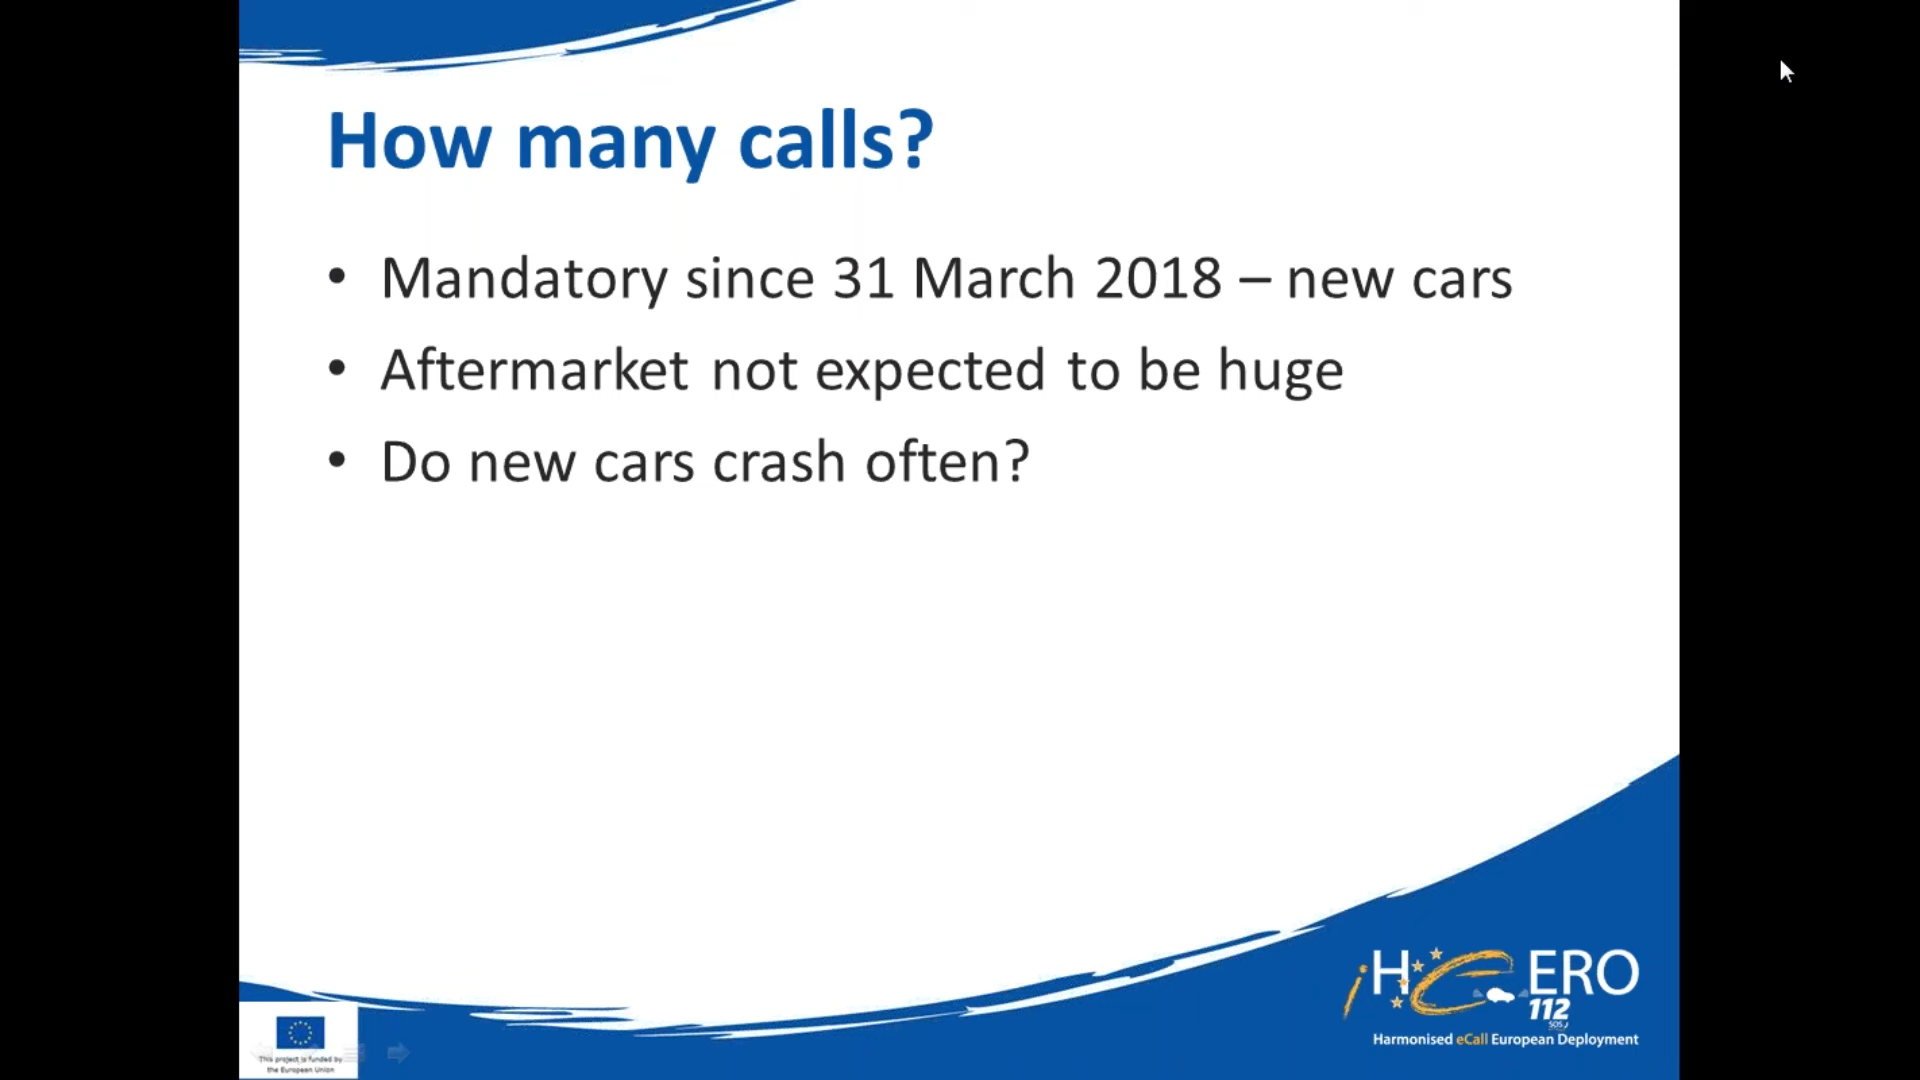 How many calls?
• Mandatory since 31 March 2018 – new cars
• Aftermarket not expected to be huge
• Do new cars crash often?
iHeERO
112
SOS
Harmonised eCall European Deployment
This project is funded by
the European Union